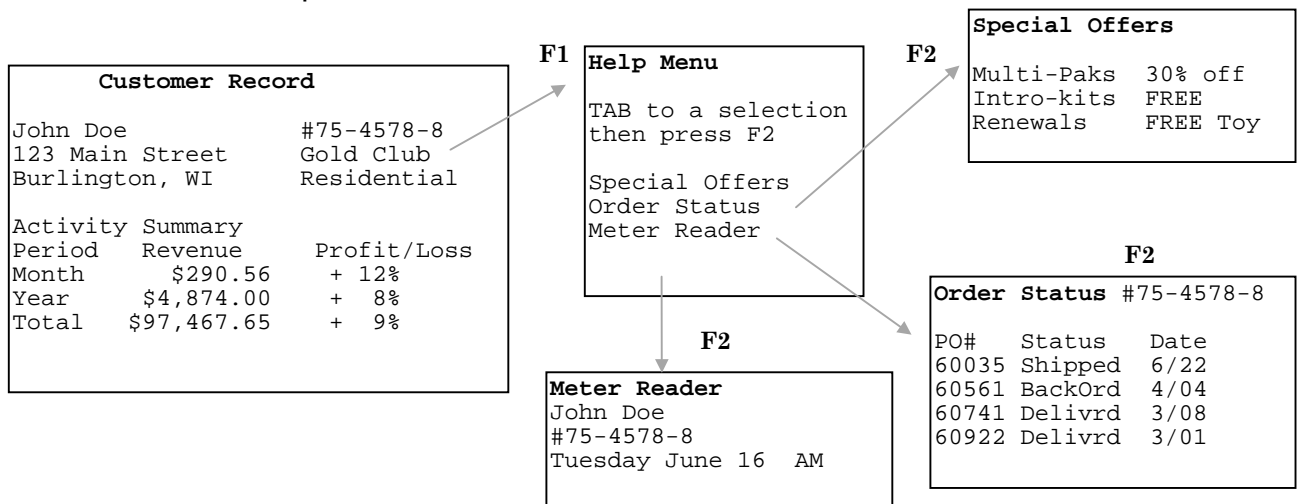 Customer Record
John Doe #75-4578-8
123 Main Street Gold Club
Burlington, WI Residential
Activity Summary
Period Revenue Profit/Loss
Month $290.56 + 12%
Year $4,874.00 + 8%
Total $97,467.65 + 9%
F1
Help Menu
TAB to a selection
then press F2
Special Offers
Order Status
Meter Reader
F2
Special Offers
Multi-Paks 30% off
Intro-kits FREE
Renewals FREE Toy
F2
Order Status #75-4578-8
PO# Status Date
60035 Shipped 6/22
60561 BackOrd 4/04
60741 Delivrd 3/08
60922 Delivrd 3/01
F2
Meter Reader
John Doe
#75-4578-8
Tuesday June 16 AM